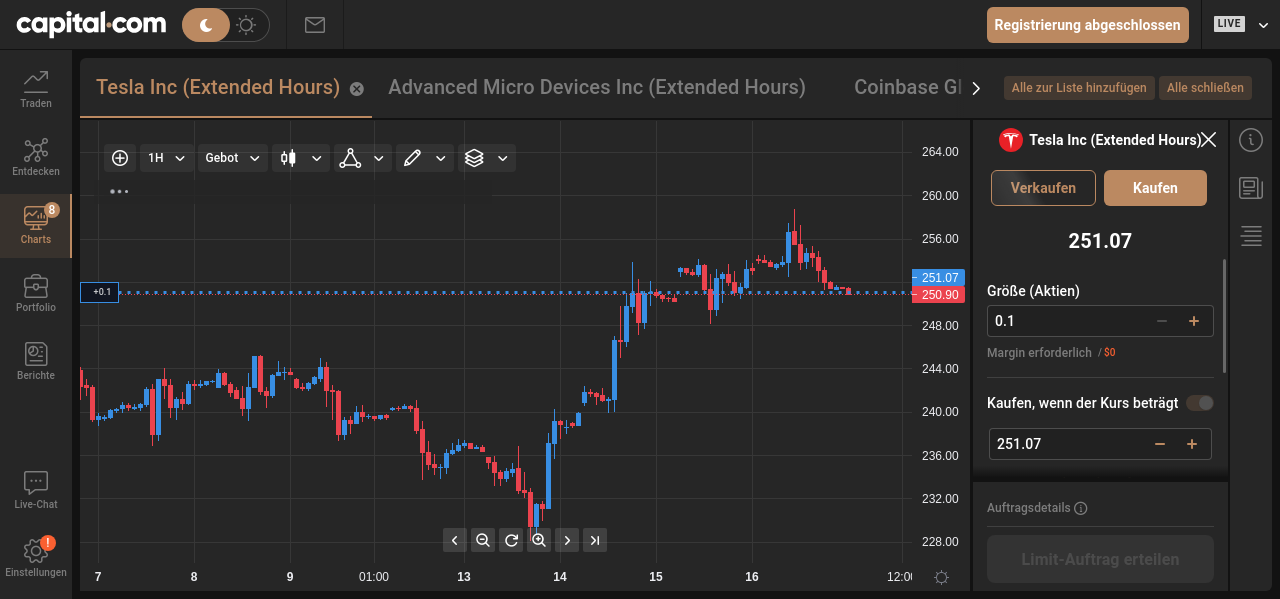 capital.com
Registrierung abgeschlossen
LIVE
Traden
Entdecken
8
Charts
Portfolio
Berichte
Live-Chat
!
Einstellungen
Tesla Inc (Extended Hours)
Advanced Micro Devices Inc (Extended Hours)
Coinbase Gl
Alle zur Liste hinzufügen
Alle schließen
1H
Gebot
264.00
260.00
256.00
251.07
250.90
248.00
244.00
240.00
236.00
232.00
228.00
+0.1
7
8
9
01:00
13
14
15
16
12:00
Tesla Inc (Extended Hours)
Verkaufen
Kaufen
251.07
Größe (Aktien)
0.1
Margin erforderlich / $0
Kaufen, wenn der Kurs beträgt
251.07
Auftragsdetails
Limit-Auftrag erteilen